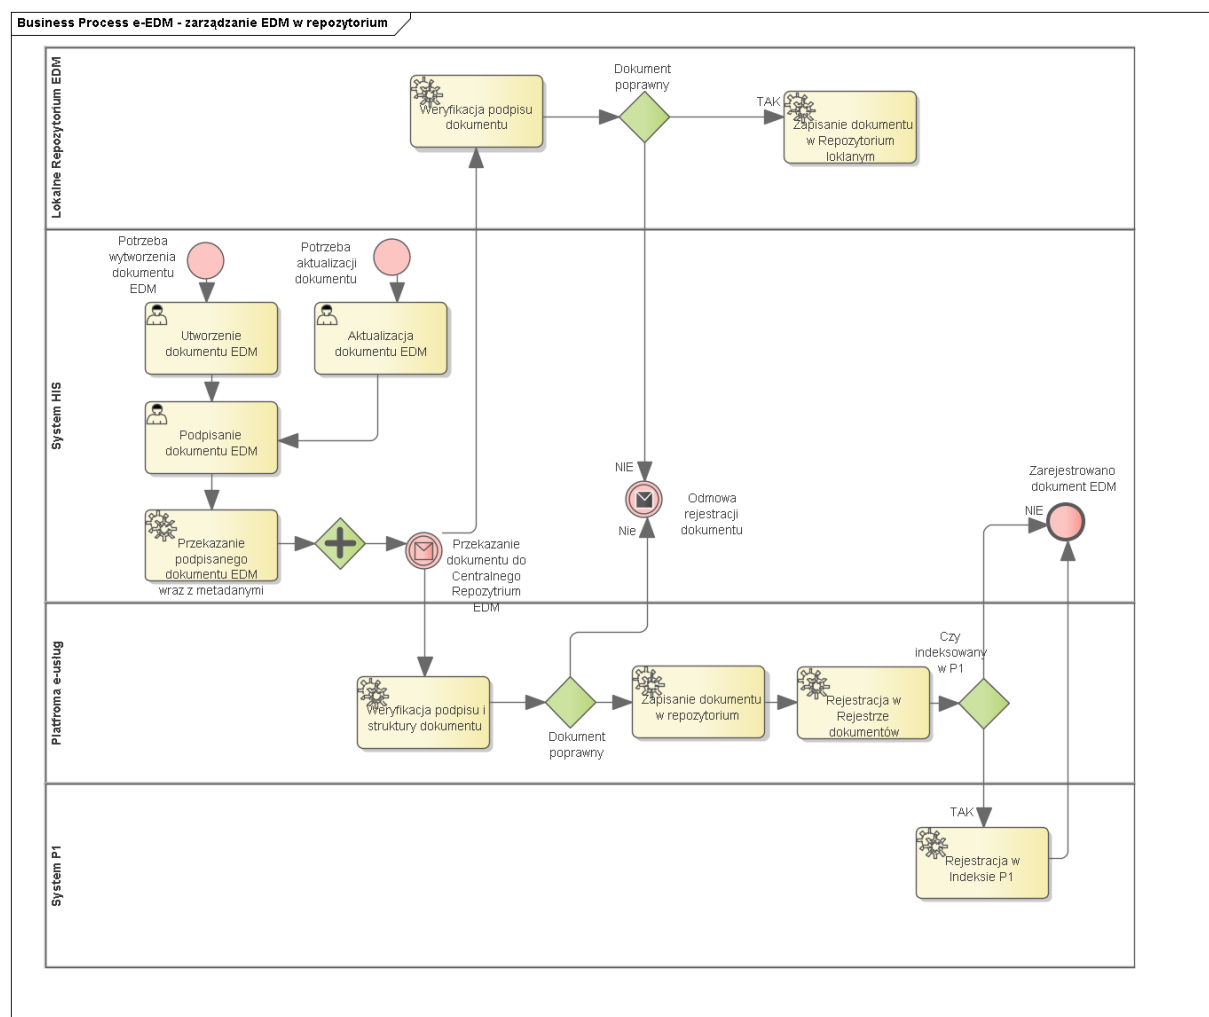 Business Process e-EDM - zarządzanie EDM w repozytorium
Lokalne Repozytorium EDM
Weryfikacja podpisu
dokumentu
Dokument
poprawny
TAK
Zapisanie dokumentu
w Repozytorium
loklanym
System HIS
Potrzeba
wytworzenia
dokumentu
EDM
Potrzeba
aktualizacji
dokumentu
Utworzenie
dokumentu EDM
Aktualizacja
dokumentu EDM
Podpisanie
dokumentu EDM
Przekazanie
podpisanego
dokumentu EDM
wraz z metadanymi
Przekazanie
dokumentu do
Centralnego
Repozytrium
EDM
NIE
Nie
Odmowa
rejestracji
dokumentu
Zarejestrowano
dokument EDM
NIE
Platfroma e-usług
Weryfikacja podpisu i
struktury dokumentu
Dokument
poprawny
Zapisanie dokumentu
w repozytorium
Rejestracja w
Rejestrze
dokumentów
Czy
indeksowany
w P1
System P1
TAK
Rejestracja w
Indeksie P1